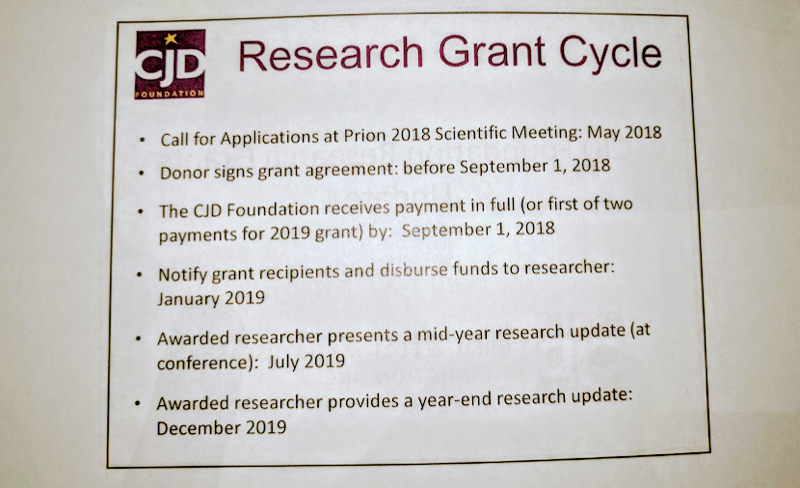 CJD
FOUNDATION
Research Grant Cycle
• Call for Applications at Prion 2018 Scientific Meeting: May 2018
• Donor signs grant agreement: before September 1, 2018
• The CJD Foundation receives payment in full (or first of two
payments for 2019 grant) by: September 1, 2018
• Notify grant recipients and disburse funds to researcher:
January 2019
• Awarded researcher presents a mid-year research update (at
conference): July 2019
• Awarded researcher provides a year-end research update:
December 2019